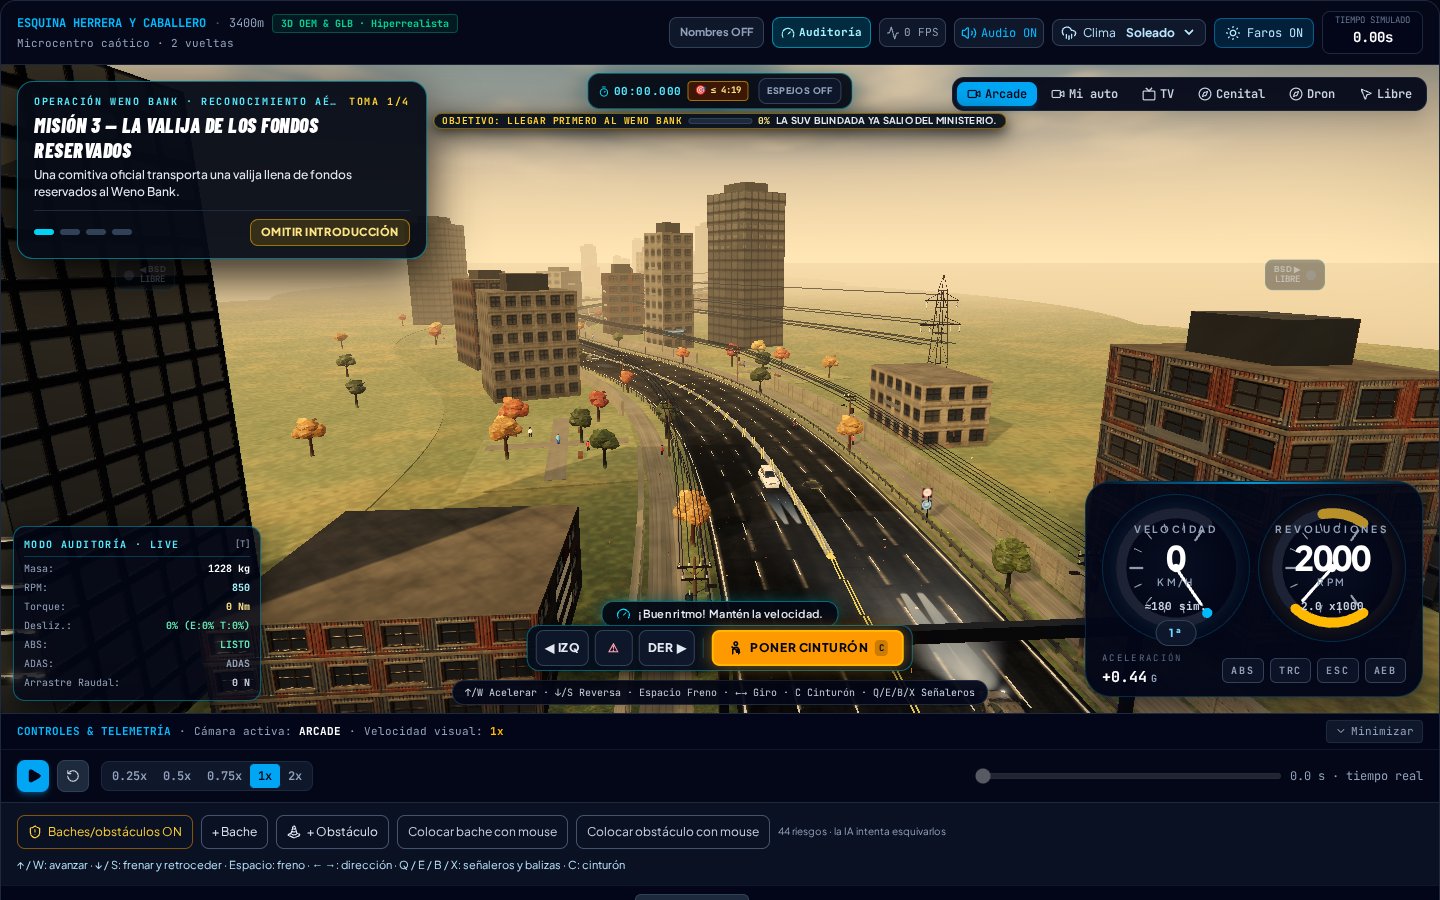 ESQUINA HERRERA Y CABALLERO · 3400m 3D OEM & GLB · Hiperrealista
Microcentro caótico · 2 vueltas
Nombres OFF
Auditoría
0 FPS
Audio ON
Clima Soleado
Faros ON
TIEMPO SIMULADO
0.00s
OPERACIÓN WENO BANK · RECONOCIMIENTO AÉ… TOMA 1/4
MISIÓN 3 — LA VALIJA DE LOS FONDOS
RESERVADOS
Una comitiva oficial transporta una valija llena de fondos
reservados al Weno Bank.
OMITIR INTRODUCCIÓN
00:00.000 🎯 ≤ 4:19 ESPEJOS OFF
OBJETIVO: LLEGAR PRIMERO AL WENO BANK 0% LA SUV BLINDADA YA SALIO DEL MINISTERIO.
Arcade Mi auto TV Cenital Dron Libre
◀ BSD
LIBRE
BSD ▶
LIBRE
MODO AUDITORÍA · LIVE [T]
Masa: 1228 kg
RPM: 850
Torque: 0 Nm
Desliz.: 0% (E:0% T:0%)
ABS: LISTO
ADAS: ADAS
Arrastre Raudal: 0 N
¡Buen ritmo! Mantén la velocidad.
◀ IZQ ⚠ DER ▶ PONER CINTURÓN C
↑/W Acelerar · ↓/S Reversa · Espacio Freno · ←→ Giro · C Cinturón · Q/E/B/X Señaleros
VELOCIDAD
0
KM/H
≈180 sim.
1ª
REVOLUCIONES
2000
RPM
2.0 x1000
ACELERACIÓN
+0.44 G
ABS TRC ESC AEB
CONTROLES & TELEMETRÍA · Cámara activa: ARCADE · Velocidad visual: 1x
Minimizar
0.25x 0.5x 0.75x 1x 2x
0.0 s · tiempo real
Baches/obstáculos ON
+ Bache
+ Obstáculo
Colocar bache con mouse
Colocar obstáculo con mouse
44 riesgos · la IA intenta esquivarlos
↑ / W: avanzar · ↓ / S: frenar y retroceder · Espacio: freno · ← →: dirección · Q / E / B / X: señaleros y balizas · C: cinturón